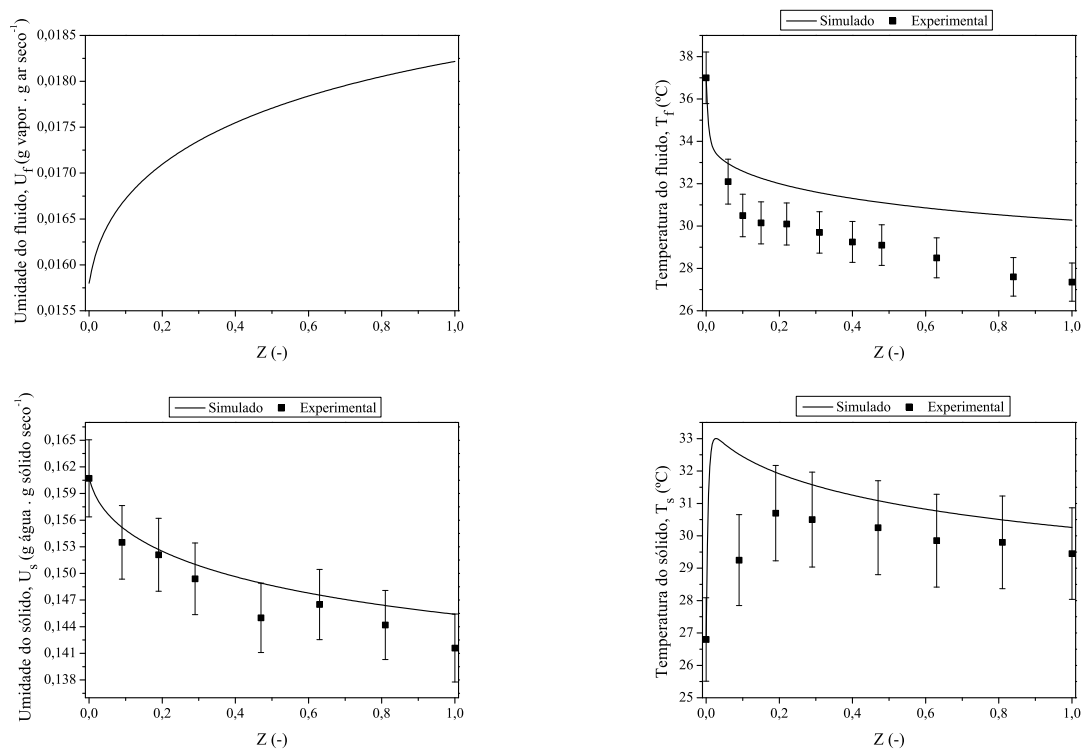 Umidade do fluido, U_f (g vapor . g ar seco⁻¹)
0,0185
0,0180
0,0175
0,0170
0,0165
0,0160
0,0155
0,0 0,2 0,4 0,6 0,8 1,0
Z (-)
Simulado Experimental
Temperatura do fluido, T_f (ºC)
38
36
34
32
30
28
26
0,0 0,2 0,4 0,6 0,8 1,0
Z (-)
Simulado Experimental
Umidade do sólido, U_s (g água . g sólido seco⁻¹)
0,165
0,162
0,159
0,156
0,153
0,150
0,147
0,144
0,141
0,138
0,0 0,2 0,4 0,6 0,8 1,0
Z (-)
Simulado Experimental
Temperatura do sólido, T_s (ºC)
33
32
31
30
29
28
27
26
25
0,0 0,2 0,4 0,6 0,8 1,0
Z (-)